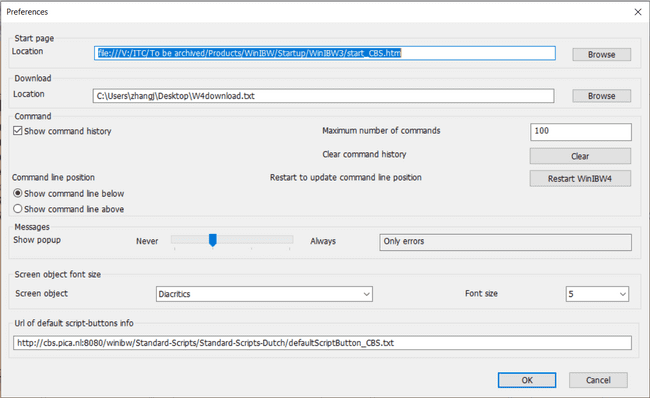 Preferences
Start page
Location file:///V:/ITC/To be archived/Products/WinIBW/Startup/WinIBW3/start_CBS.htm Browse
Download
Location C:\Users\zhangj\Desktop\W4download.txt Browse
Command
Show command history Maximum number of commands 100
Clear command history Clear
Command line position Restart to update command line position Restart WinIBW4
Show command line below
Show command line above
Messages
Show popup Never Always Only errors
Screen object font size
Screen object Diacritics Font size 5
Url of default script-buttons info
http://cbs.pica.nl:8080/winibw/Standard-Scripts/Standard-Scripts-Dutch/defaultScriptButton_CBS.txt
OK Cancel